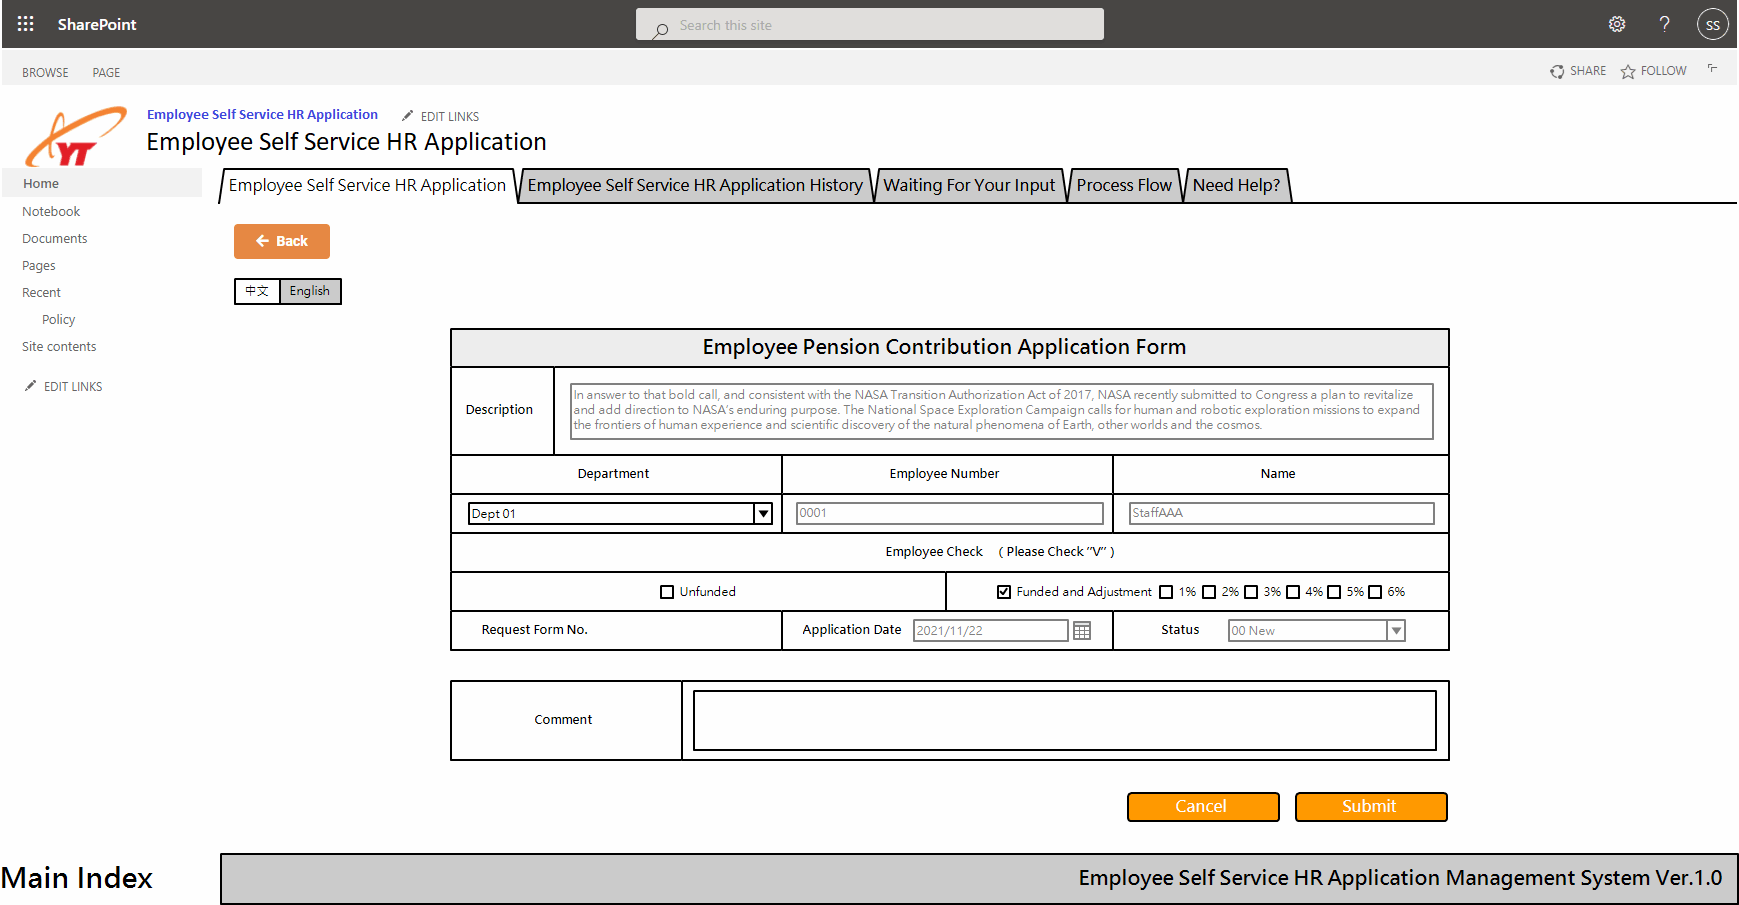 SharePoint
Search this site
?
SS
BROWSE
PAGE
SHARE
FOLLOW
YT
Employee Self Service HR Application
EDIT LINKS
Employee Self Service HR Application
Home
Notebook
Documents
Pages
Recent
Policy
Site contents
EDIT LINKS
Employee Self Service HR Application
Employee Self Service HR Application History
Waiting For Your Input
Process Flow
Need Help?
Back
中文
English
Employee Pension Contribution Application Form
Description
In answer to that bold call, and consistent with the NASA Transition Authorization Act of 2017, NASA recently submitted to Congress a plan to revitalize
and add direction to NASA's enduring purpose. The National Space Exploration Campaign calls for human and robotic exploration missions to expand
the frontiers of human experience and scientific discovery of the natural phenomena of Earth, other worlds and the cosmos.
Department
Employee Number
Name
Dept 01
0001
StaffAAA
Employee Check ( Please Check "V" )
Unfunded
Funded and Adjustment 1% 2% 3% 4% 5% 6%
Request Form No.
Application Date
2021/11/22
Status
00 New
Comment
Cancel
Submit
Main Index
Employee Self Service HR Application Management System Ver.1.0